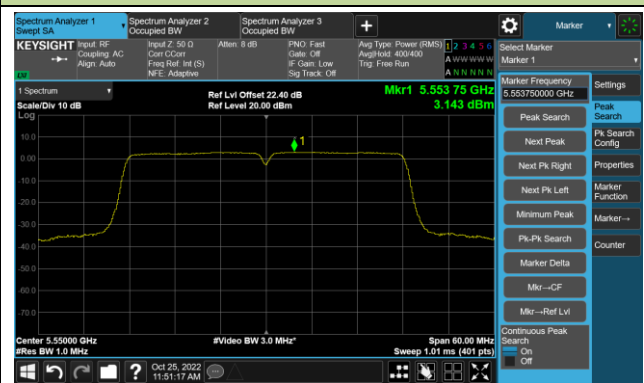 Spectrum Analyzer 1
Swept SA
Spectrum Analyzer 2
Occupied BW
Spectrum Analyzer 3
Occupied BW
Marker
KEYSIGHT
Input: RF
Coupling: AC
Align: Auto
Input Z: 50 Ω
Corr CCorr
Freq Ref: Int (S)
NFE: Adaptive
Atten: 8 dB
PNO: Fast
Gate: Off
IF Gain: Low
Sig Track: Off
Avg Type: Power (RMS)
Avg|Hold: 400/400
Trig: Free Run
1 2 3 4 5 6
A W W W W W
A N N N N N
LXI
Select Marker
Marker 1
1 Spectrum
Scale/Div 10 dB
Log
Ref Lvl Offset 22.40 dB
Ref Level 20.00 dBm
Mkr1 5.553 75 GHz
3.143 dBm
10.0
0.00
-10.0
-20.0
-30.0
-40.0
-50.0
-60.0
-70.0
1
Center 5.55000 GHz
#Res BW 1.0 MHz
#Video BW 3.0 MHz*
Span 60.00 MHz
Sweep 1.01 ms (401 pts)
Marker Frequency
5.553750000 GHz
Peak Search
Next Peak
Next Pk Right
Next Pk Left
Minimum Peak
Pk-Pk Search
Marker Delta
Mkr→CF
Mkr→Ref Lvl
Continuous Peak
Search
On
Off
Settings
Peak
Search
Pk Search
Config
Properties
Marker
Function
Marker→
Counter
?
Oct 25, 2022
11:51:17 AM